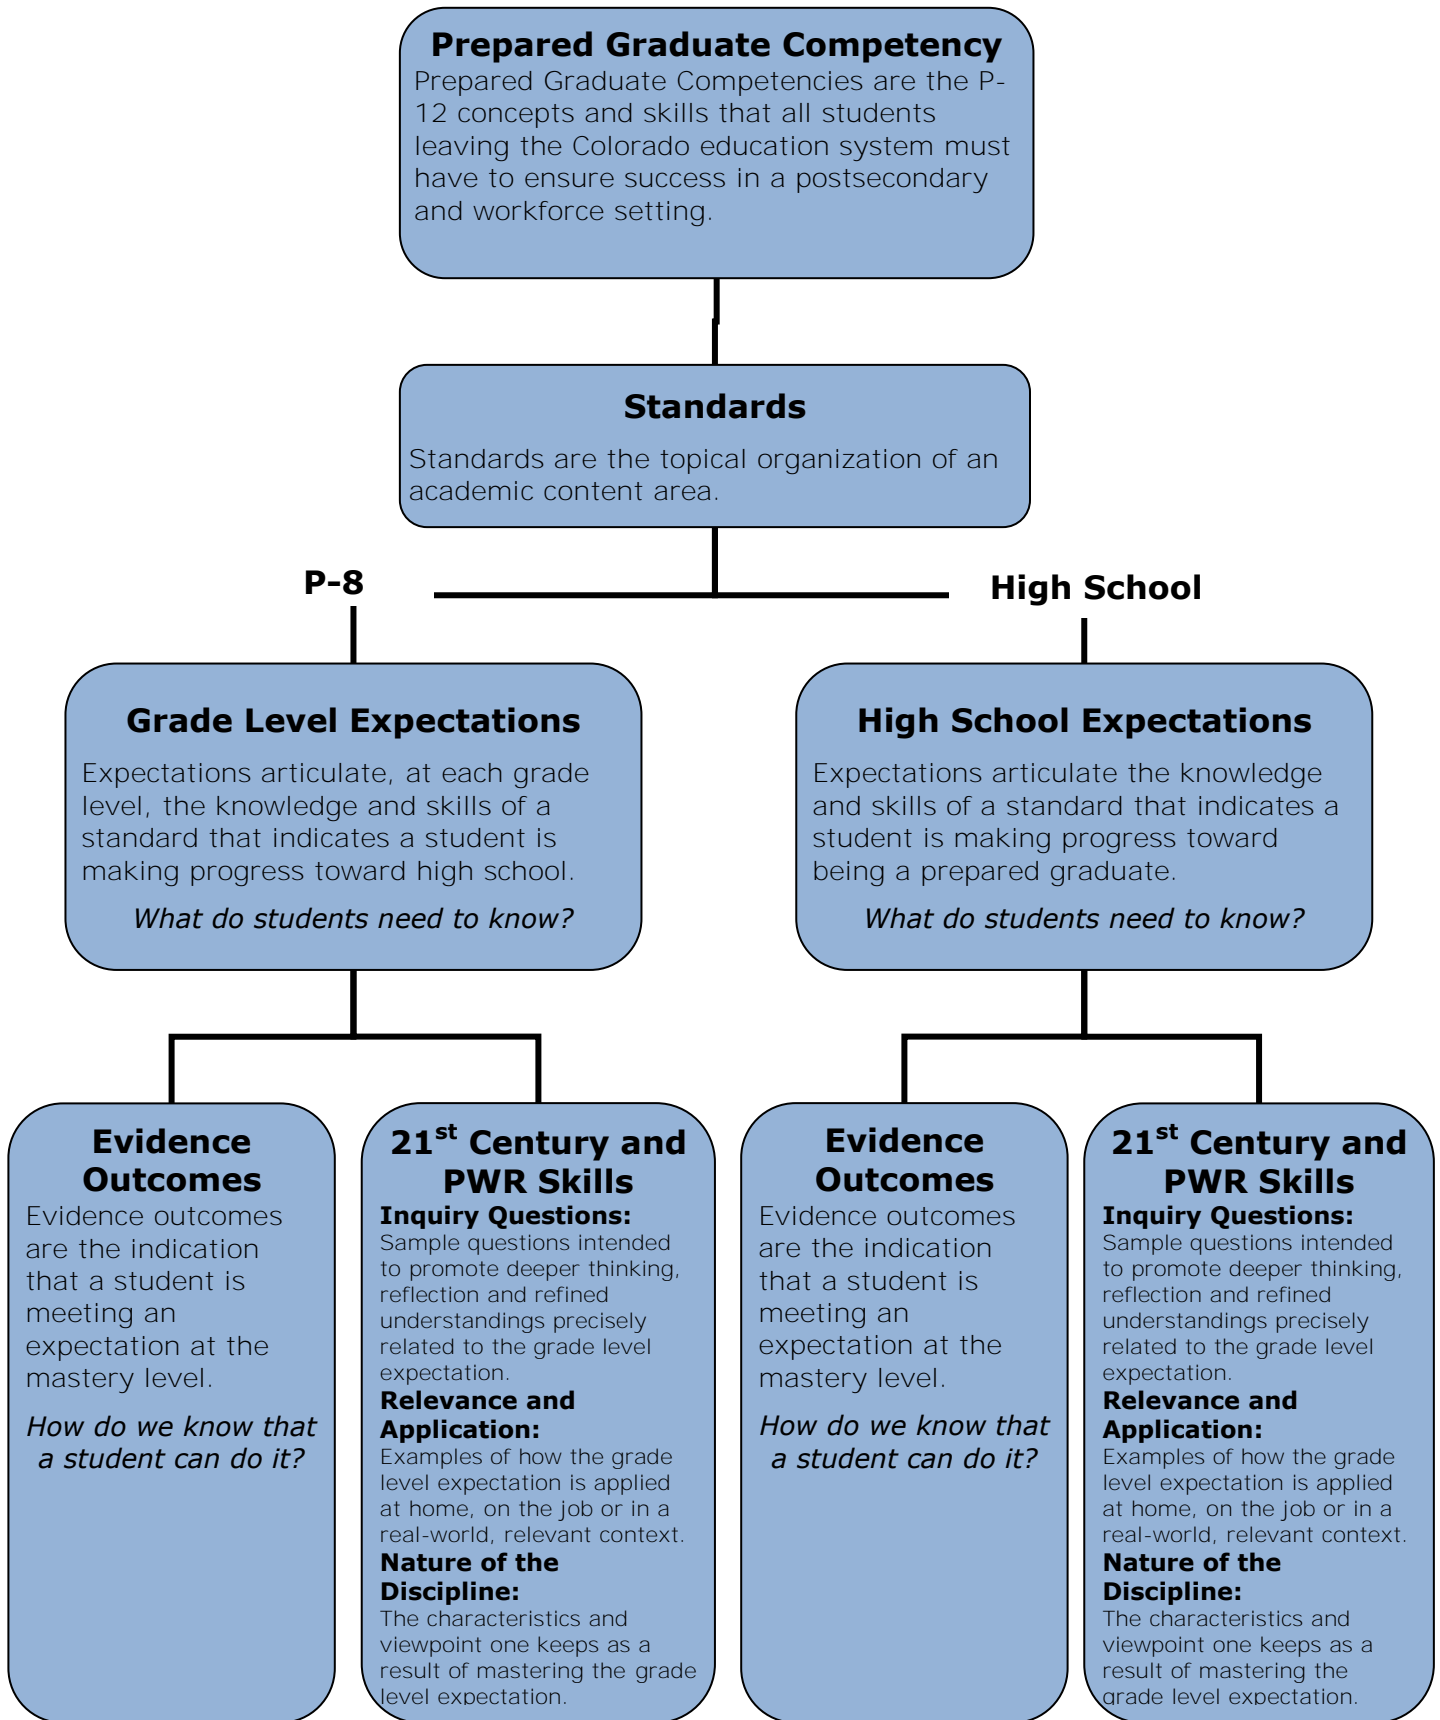 Prepared Graduate Competency
Prepared Graduate Competencies are the P-
12 concepts and skills that all students
leaving the Colorado education system must
have to ensure success in a postsecondary
and workforce setting.
Standards
Standards are the topical organization of an
academic content area.
P-8
High School
Grade Level Expectations
Expectations articulate, at each grade
level, the knowledge and skills of a
standard that indicates a student is
making progress toward high school.
What do students need to know?
High School Expectations
Expectations articulate the knowledge
and skills of a standard that indicates a
student is making progress toward
being a prepared graduate.
What do students need to know?
Evidence
Outcomes
Evidence outcomes
are the indication
that a student is
meeting an
expectation at the
mastery level.
How do we know that
a student can do it?
21st Century and
PWR Skills
Inquiry Questions:
Sample questions intended
to promote deeper thinking,
reflection and refined
understandings precisely
related to the grade level
expectation.
Relevance and
Application:
Examples of how the grade
level expectation is applied
at home, on the job or in a
real-world, relevant context.
Nature of the
Discipline:
The characteristics and
viewpoint one keeps as a
result of mastering the grade
level expectation.
Evidence
Outcomes
Evidence outcomes
are the indication
that a student is
meeting an
expectation at the
mastery level.
How do we know that
a student can do it?
21st Century and
PWR Skills
Inquiry Questions:
Sample questions intended
to promote deeper thinking,
reflection and refined
understandings precisely
related to the grade level
expectation.
Relevance and
Application:
Examples of how the grade
level expectation is applied
at home, on the job or in a
real-world, relevant context.
Nature of the
Discipline:
The characteristics and
viewpoint one keeps as a
result of mastering the
grade level expectation.